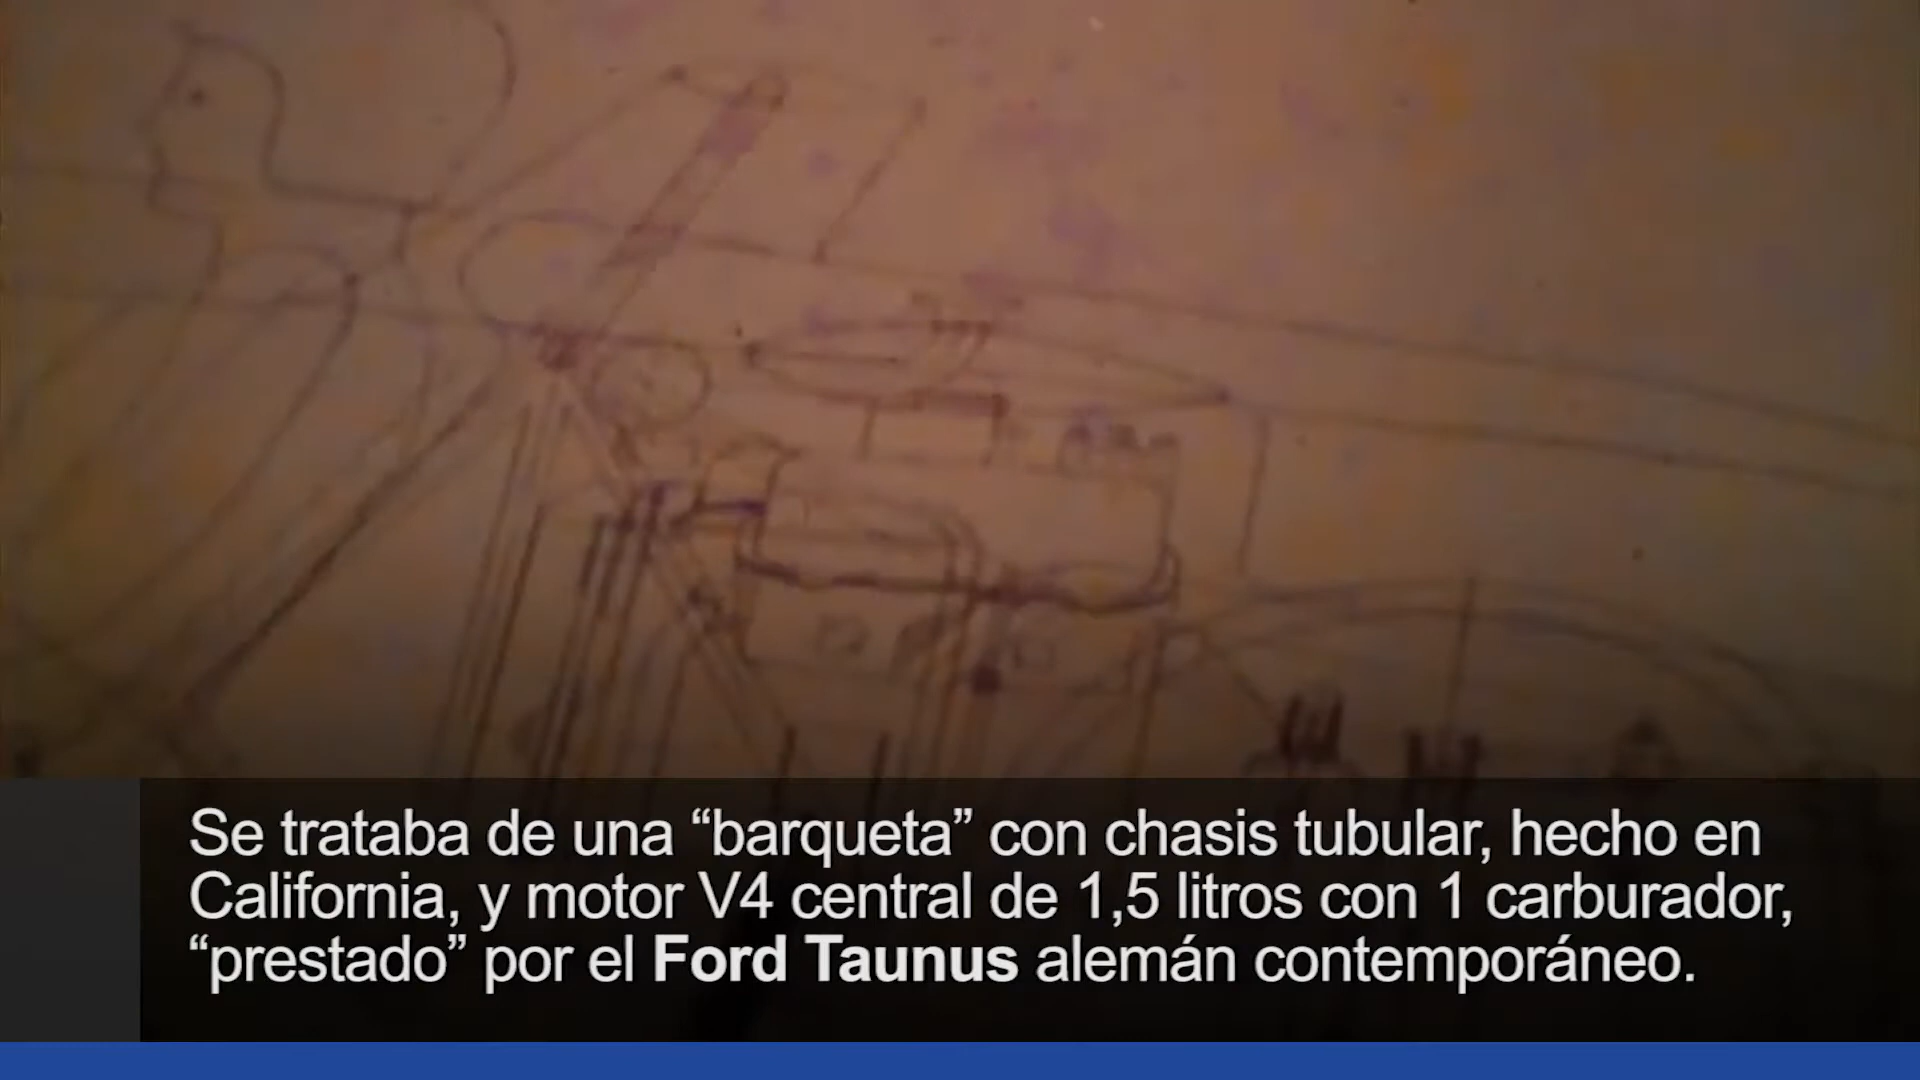 Se trataba de una “barqueta” con chasis tubular, hecho en
California, y motor V4 central de 1,5 litros con 1 carburador,
“prestado” por el Ford Taunus alemán contemporáneo.